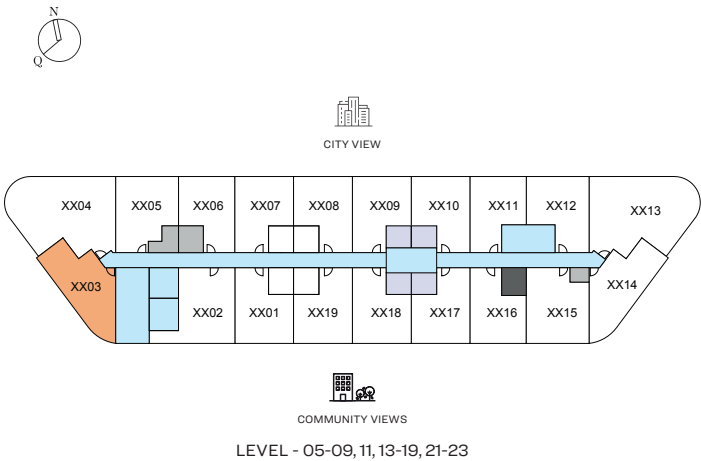 N
Q
CITY VIEW
XX04 XX05 XX06 XX07 XX08 XX09 XX10 XX11 XX12 XX13
XX03 XX14
XX02 XX01 XX19 XX18 XX17 XX16 XX15
COMMUNITY VIEWS
LEVEL - 05-09, 11, 13-19, 21-23